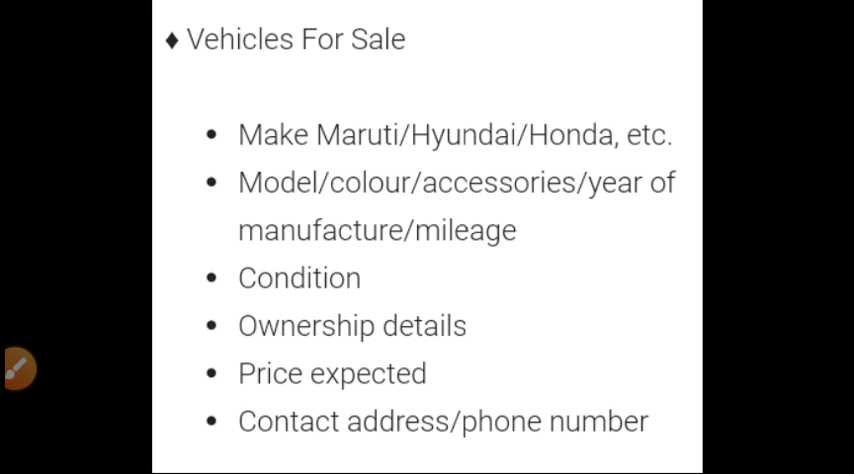 ♦ Vehicles For Sale
• Make Maruti/Hyundai/Honda, etc.
• Model/colour/accessories/year of
manufacture/mileage
• Condition
• Ownership details
• Price expected
• Contact address/phone number